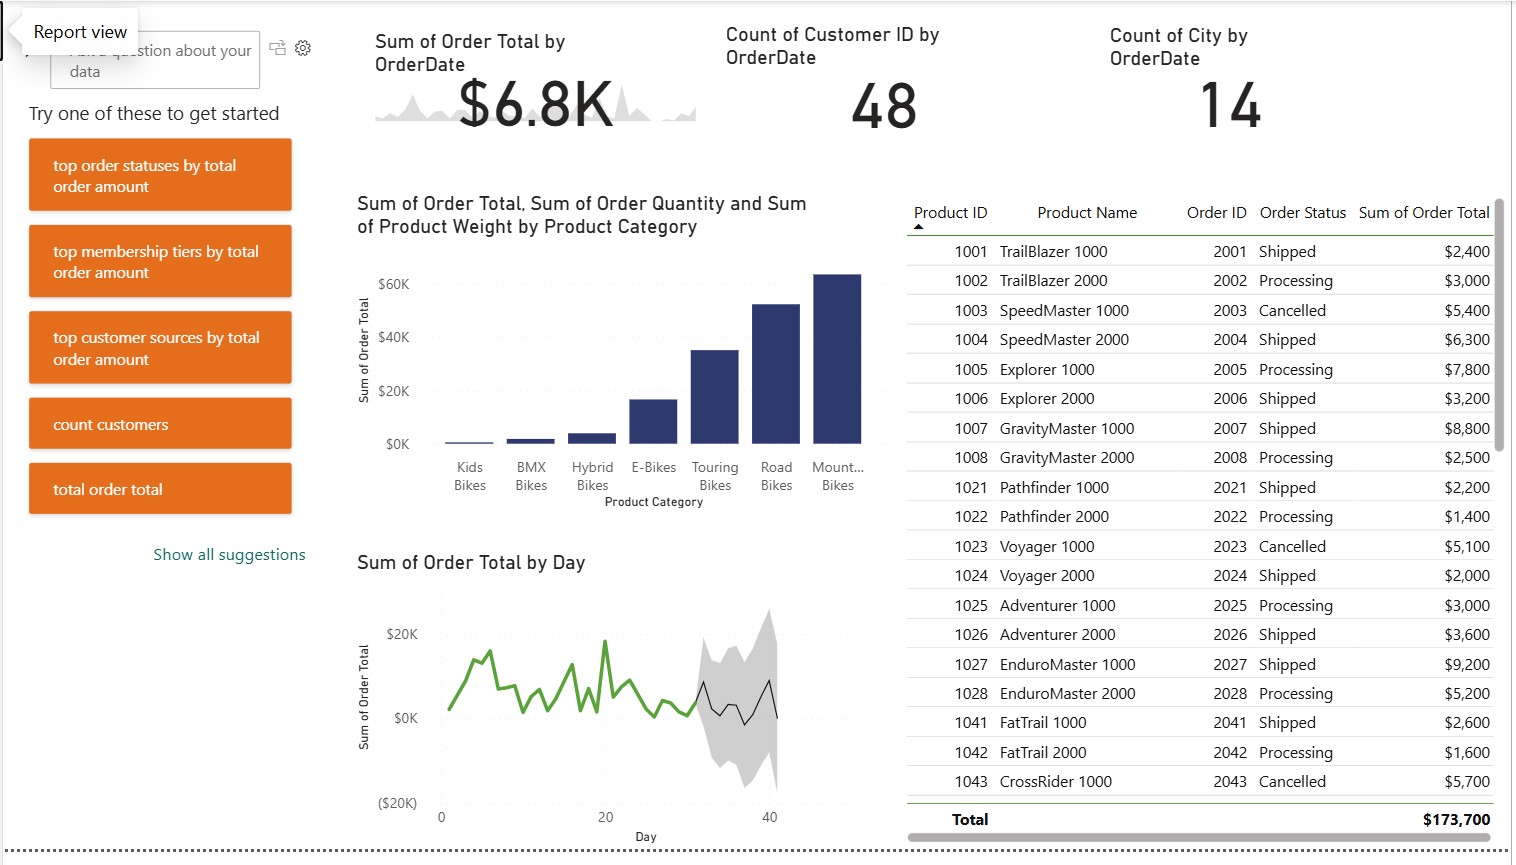 Report view
question about your
data
Try one of these to get started
top order statuses by total
order amount
top membership tiers by total
order amount
top customer sources by total
order amount
count customers
total order total
Show all suggestions
Sum of Order Total by
OrderDate
$6.8K
Count of Customer ID by
OrderDate
48
Count of City by
OrderDate
14
Sum of Order Total, Sum of Order Quantity and Sum
of Product Weight by Product Category
Sum of Order Total
$60K
$40K
$20K
$0K
Kids
Bikes
BMX
Bikes
Hybrid
Bikes
E-Bikes
Touring
Bikes
Road
Bikes
Mount...
Bikes
Product Category
Sum of Order Total by Day
Sum of Order Total
$20K
$0K
($20K)
0 20 40
Day
Product ID Product Name Order ID Order Status Sum of Order Total
1001 TrailBlazer 1000 2001 Shipped $2,400
1002 TrailBlazer 2000 2002 Processing $3,000
1003 SpeedMaster 1000 2003 Cancelled $5,400
1004 SpeedMaster 2000 2004 Shipped $6,300
1005 Explorer 1000 2005 Processing $7,800
1006 Explorer 2000 2006 Shipped $3,200
1007 GravityMaster 1000 2007 Shipped $8,800
1008 GravityMaster 2000 2008 Processing $2,500
1021 Pathfinder 1000 2021 Shipped $2,200
1022 Pathfinder 2000 2022 Processing $1,400
1023 Voyager 1000 2023 Cancelled $5,100
1024 Voyager 2000 2024 Shipped $2,000
1025 Adventurer 1000 2025 Processing $3,000
1026 Adventurer 2000 2026 Shipped $3,600
1027 EnduroMaster 1000 2027 Shipped $9,200
1028 EnduroMaster 2000 2028 Processing $5,200
1041 FatTrail 1000 2041 Shipped $2,600
1042 FatTrail 2000 2042 Processing $1,600
1043 CrossRider 1000 2043 Cancelled $5,700
Total $173,700